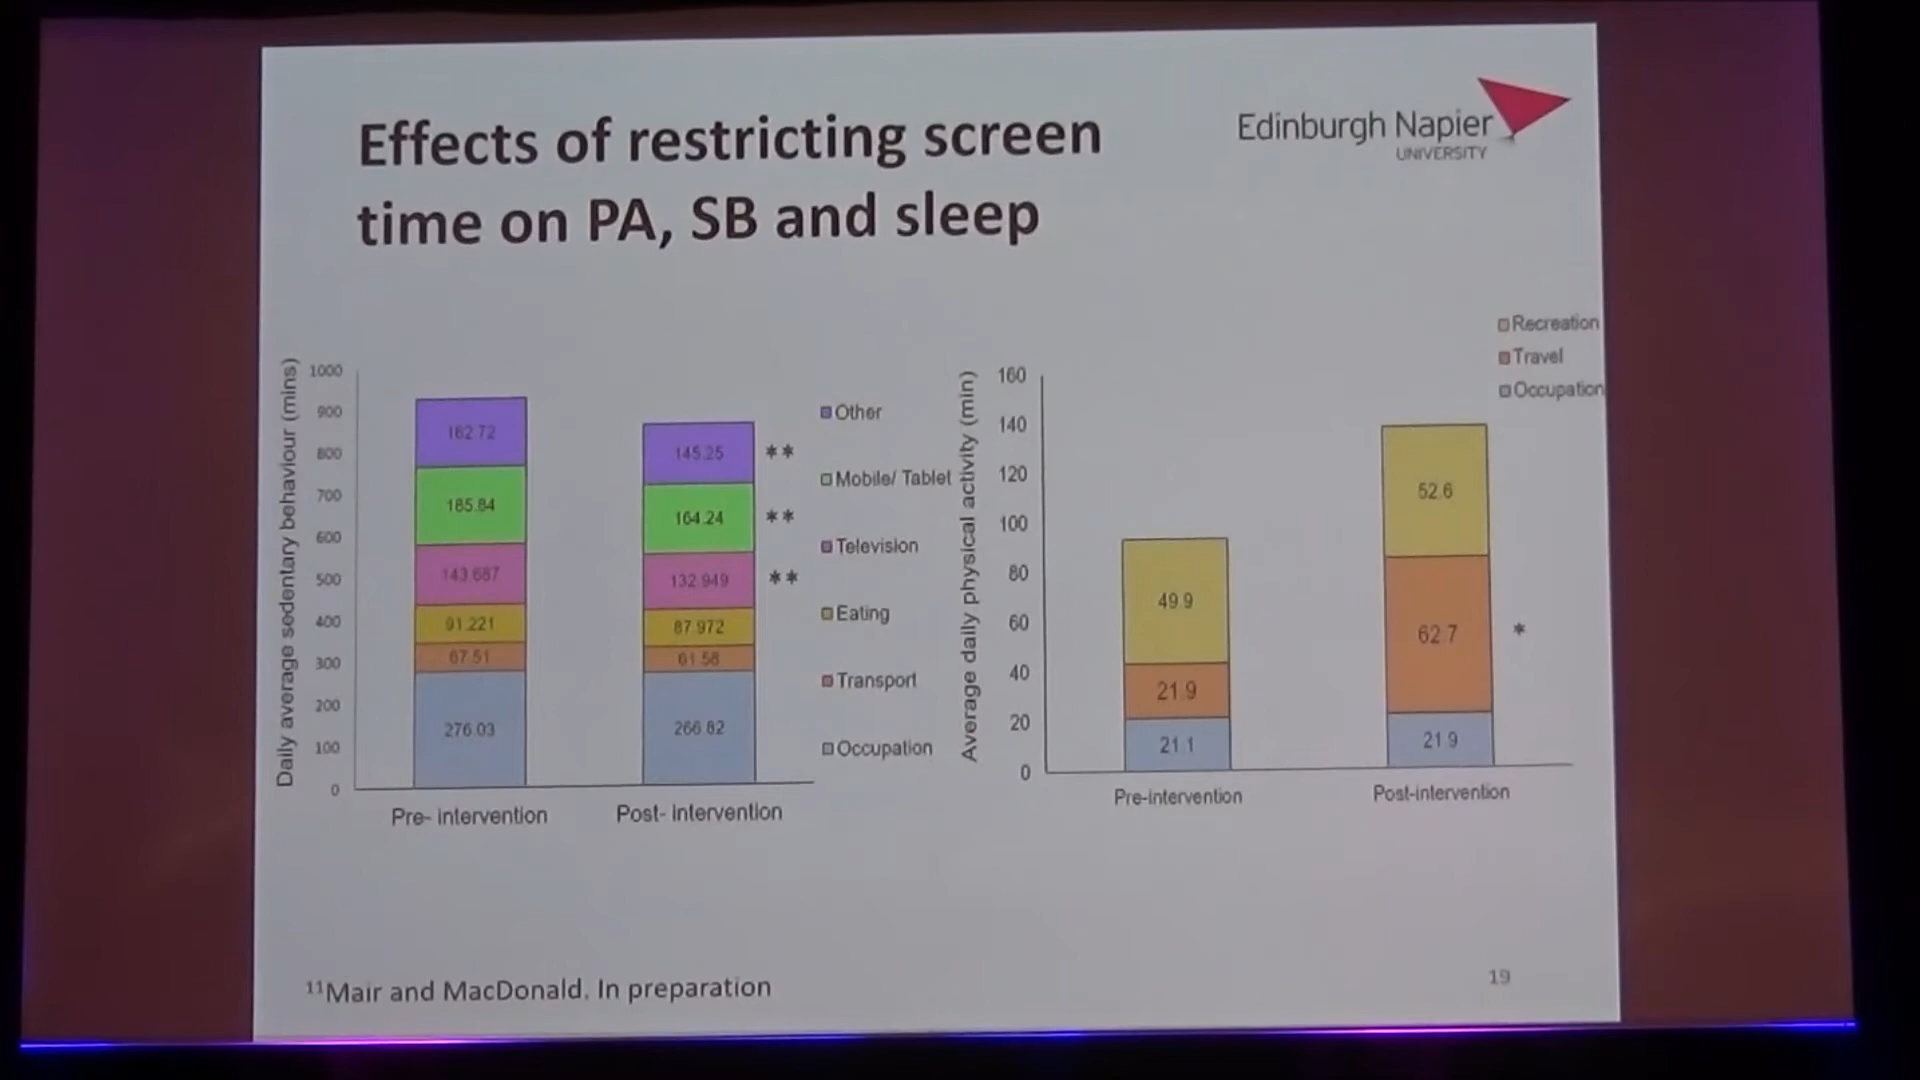 Effects of restricting screen
time on PA, SB and sleep
Edinburgh Napier
UNIVERSITY
Daily average sedentary behaviour (mins)
1000
900
800
700
600
500
400
300
200
100
0
162.72
185.84
143.687
91.221
67.51
276.03
Pre- intervention
145.25
**
164.24
**
132.949
**
87.972
61.58
266.82
Post- intervention
Other
Mobile/ Tablet
Television
Eating
Transport
Occupation
Average daily physical activity (min)
160
140
120
100
80
60
40
20
0
49.9
21.9
21.1
Pre-intervention
52.6
62.7
*
21.9
Post-intervention
Recreation
Travel
Occupation
11Mair and MacDonald. In preparation
19